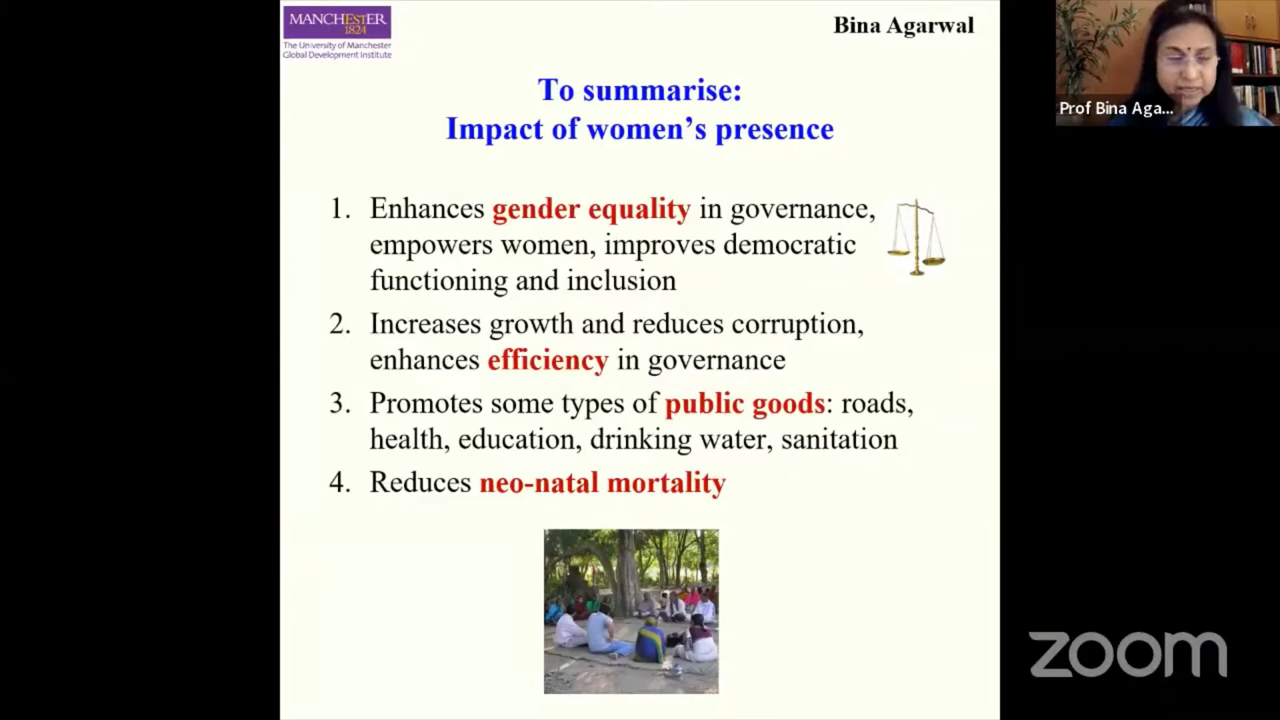 MANCHESTER
1824
The University of Manchester
Global Development Institute
Bina Agarwal
Prof Bina Aga...
To summarise:
Impact of women's presence
1. Enhances gender equality in governance,
empowers women, improves democratic
functioning and inclusion
2. Increases growth and reduces corruption,
enhances efficiency in governance
3. Promotes some types of public goods: roads,
health, education, drinking water, sanitation
4. Reduces neo-natal mortality
zoom